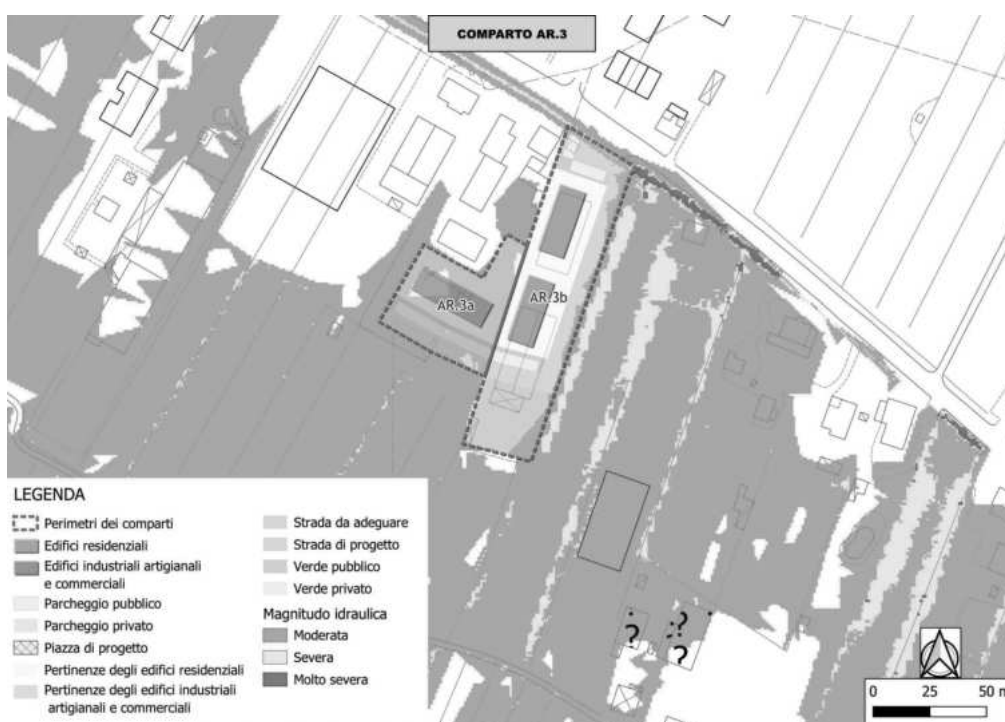 COMPARTO AR.3
AR.3a
AR.3b
? ? ?
LEGENDA
Perimetri dei comparti
Edifici residenziali
Edifici industriali artigianali
e commerciali
Parcheggio pubblico
Parcheggio privato
Piazza di progetto
Pertinenze degli edifici residenziali
Pertinenze degli edifici industriali
artigianali e commerciali
Strada da adeguare
Strada di progetto
Verde pubblico
Verde privato
Magnitudo idraulica
Moderata
Severa
Molto severa
0 25 50 m